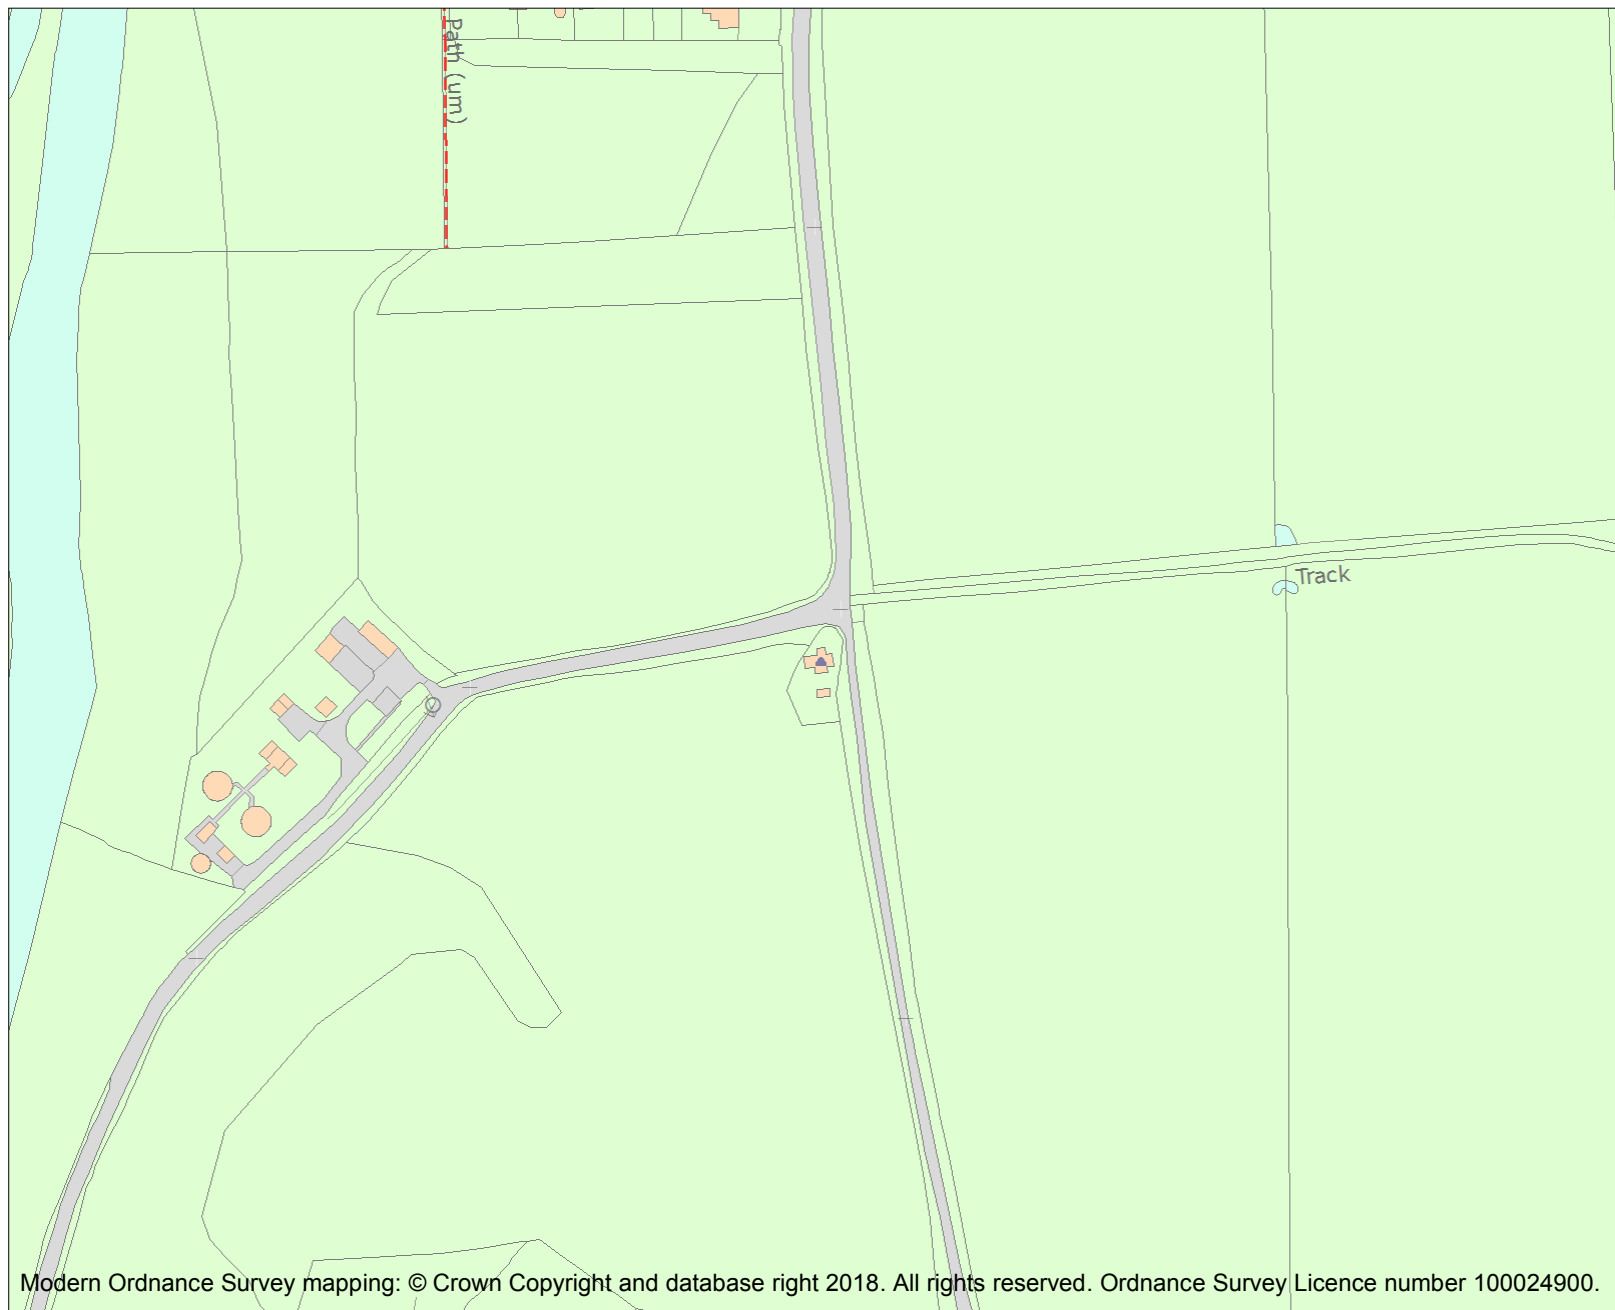 Path (um)
Track
Modern Ordnance Survey mapping: © Crown Copyright and database right 2018. All rights reserved. Ordnance Survey Licence number 100024900.